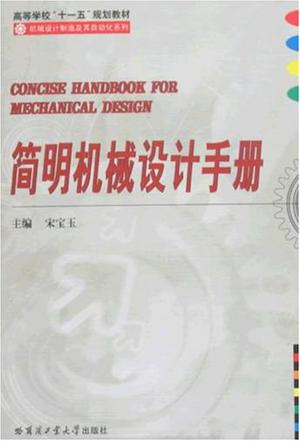 高等学校“十一五”规划教材
机械设计制造及其自动化系列
CONCISE HANDBOOK FOR
MECHANICAL DESIGN
简明机械设计手册
主编 宋宝玉
哈尔滨工业大学出版社